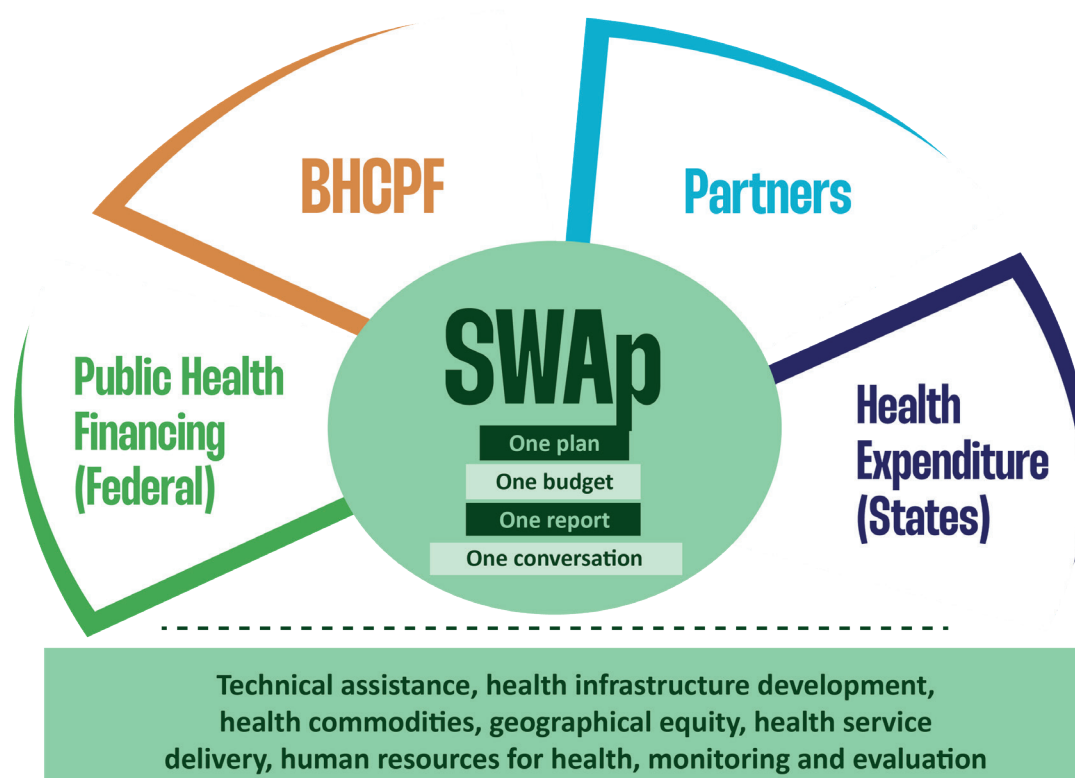 BHCPF
Partners
Public Health
Financing
(Federal)
SWAp
One plan
One budget
One report
One conversation
Health
Expenditure
(States)
Technical assistance, health infrastructure development,
health commodities, geographical equity, health service
delivery, human resources for health, monitoring and evaluation